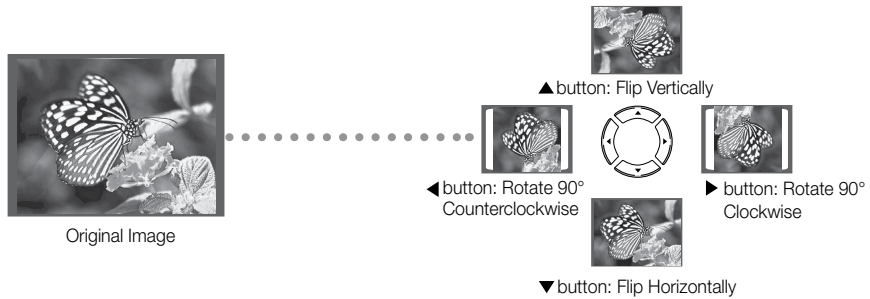 ▲ button: Flip Vertically
◀ button: Rotate 90°
Counterclockwise
▶ button: Rotate 90°
Clockwise
Original Image
▼ button: Flip Horizontally